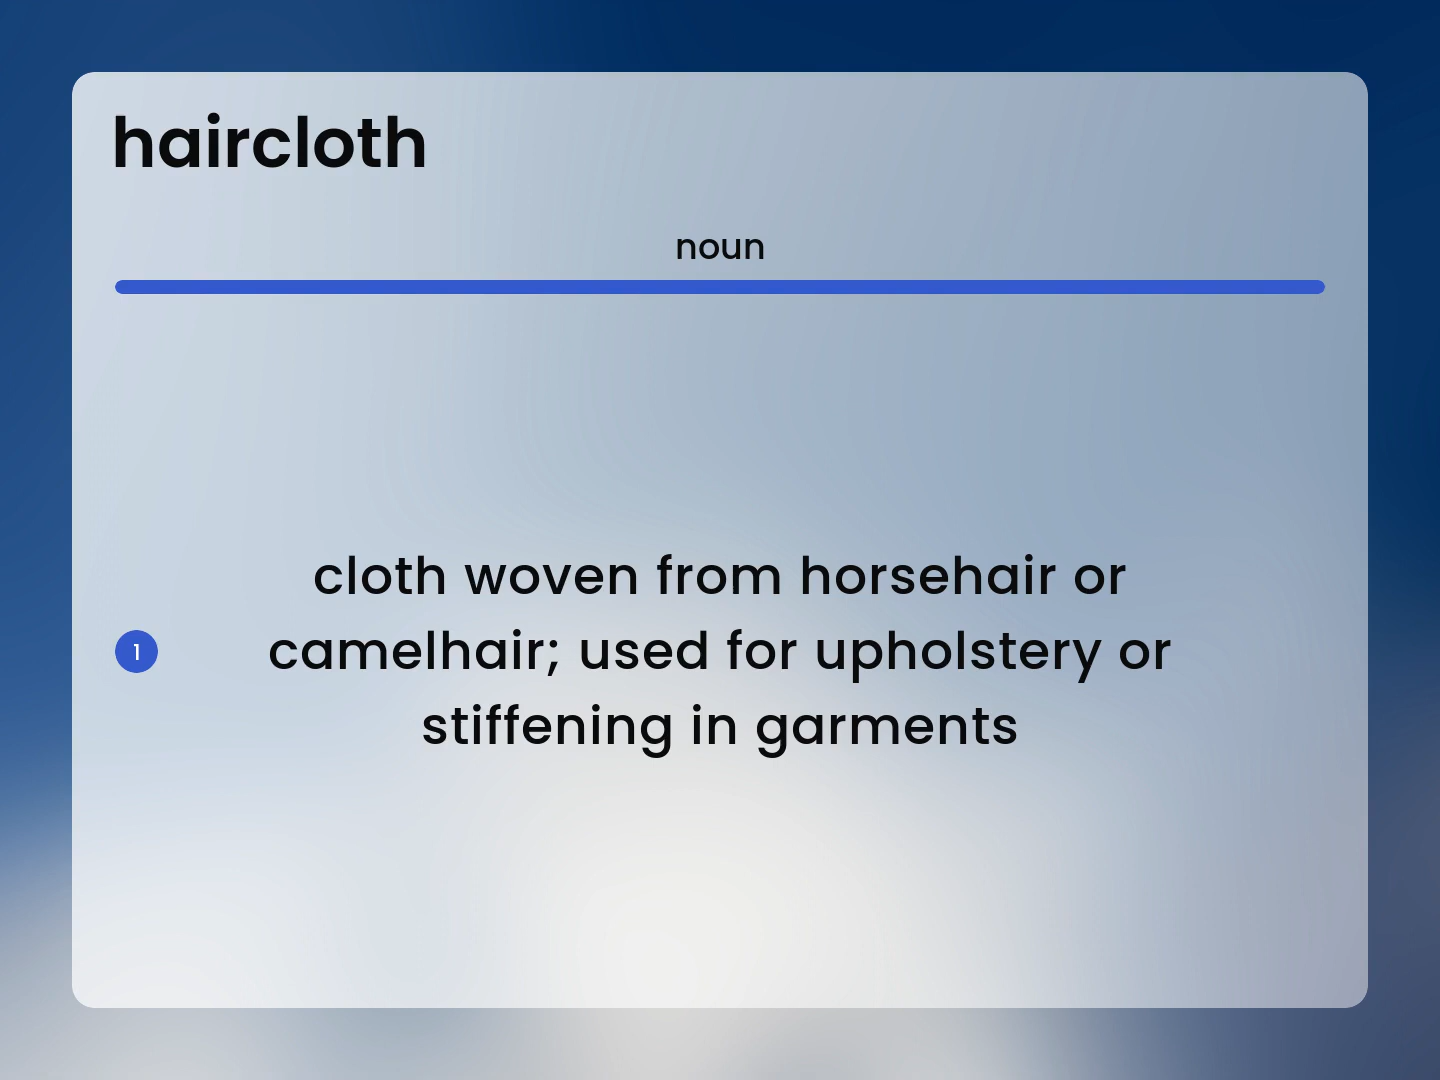 haircloth
noun
cloth woven from horsehair or
1
camelhair; used for upholstery or
stiffening in garments